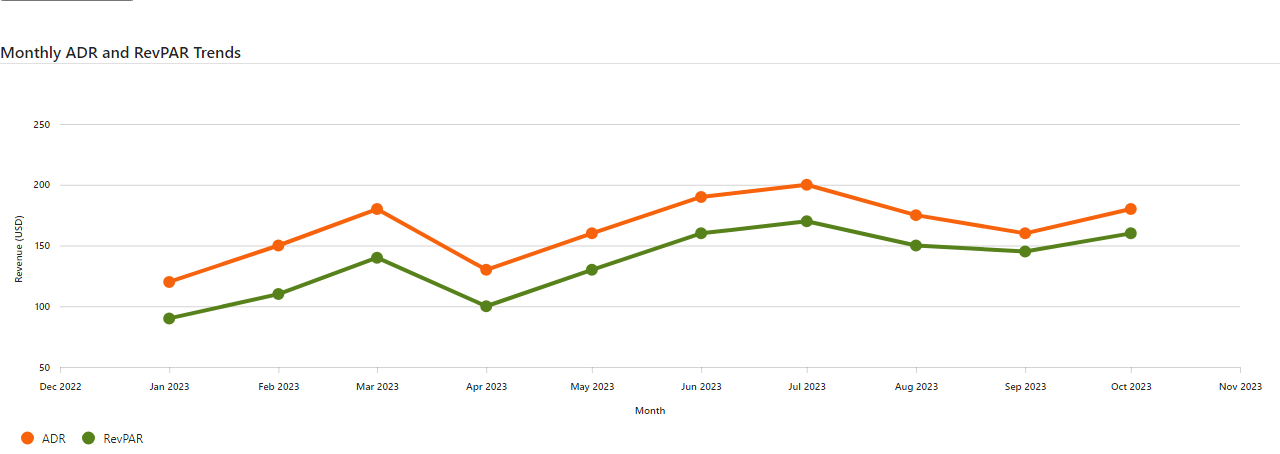 Monthly ADR and RevPAR Trends
250
200
150
100
50
Revenue (USD)
Dec 2022 Jan 2023 Feb 2023 Mar 2023 Apr 2023 May 2023 Jun 2023 Jul 2023 Aug 2023 Sep 2023 Oct 2023 Nov 2023
Month
ADR RevPAR